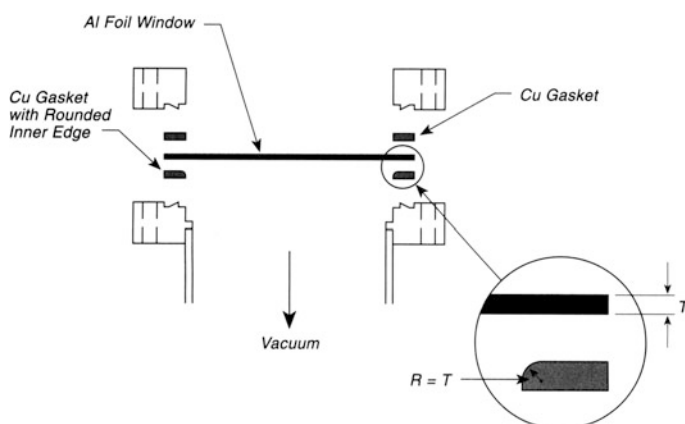 Al Foil Window
Cu Gasket
with Rounded
Inner Edge
Cu Gasket
Vacuum
T
R = T